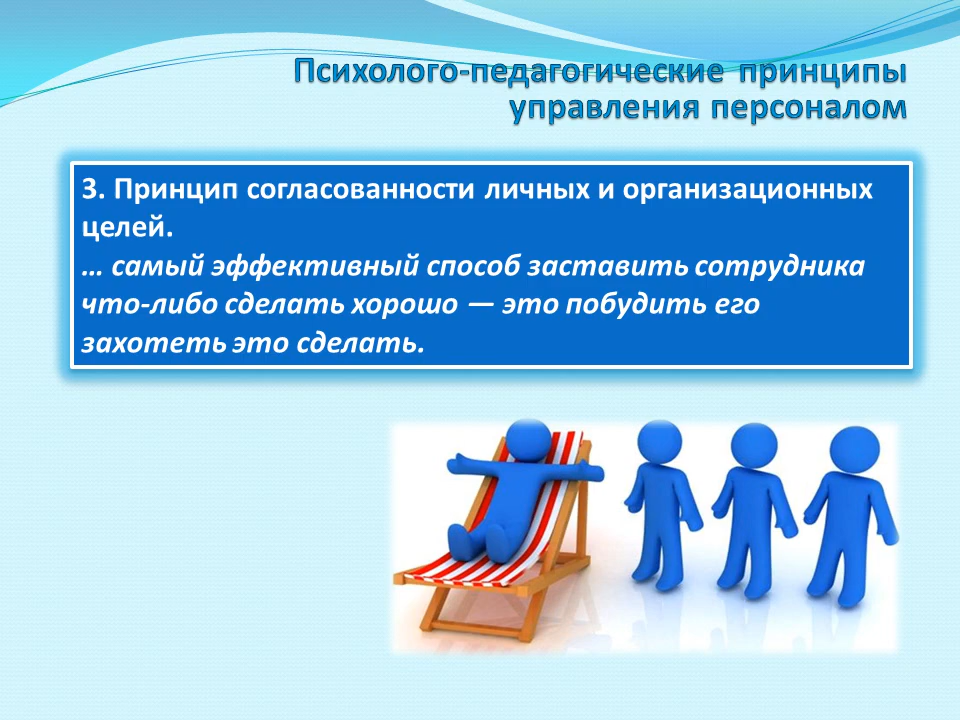 Психолого-педагогические принципы
управления персоналом
3. Принцип согласованности личных и организационных
целей.
… самый эффективный способ заставить сотрудника
что-либо сделать хорошо — это побудить его
захотеть это сделать.